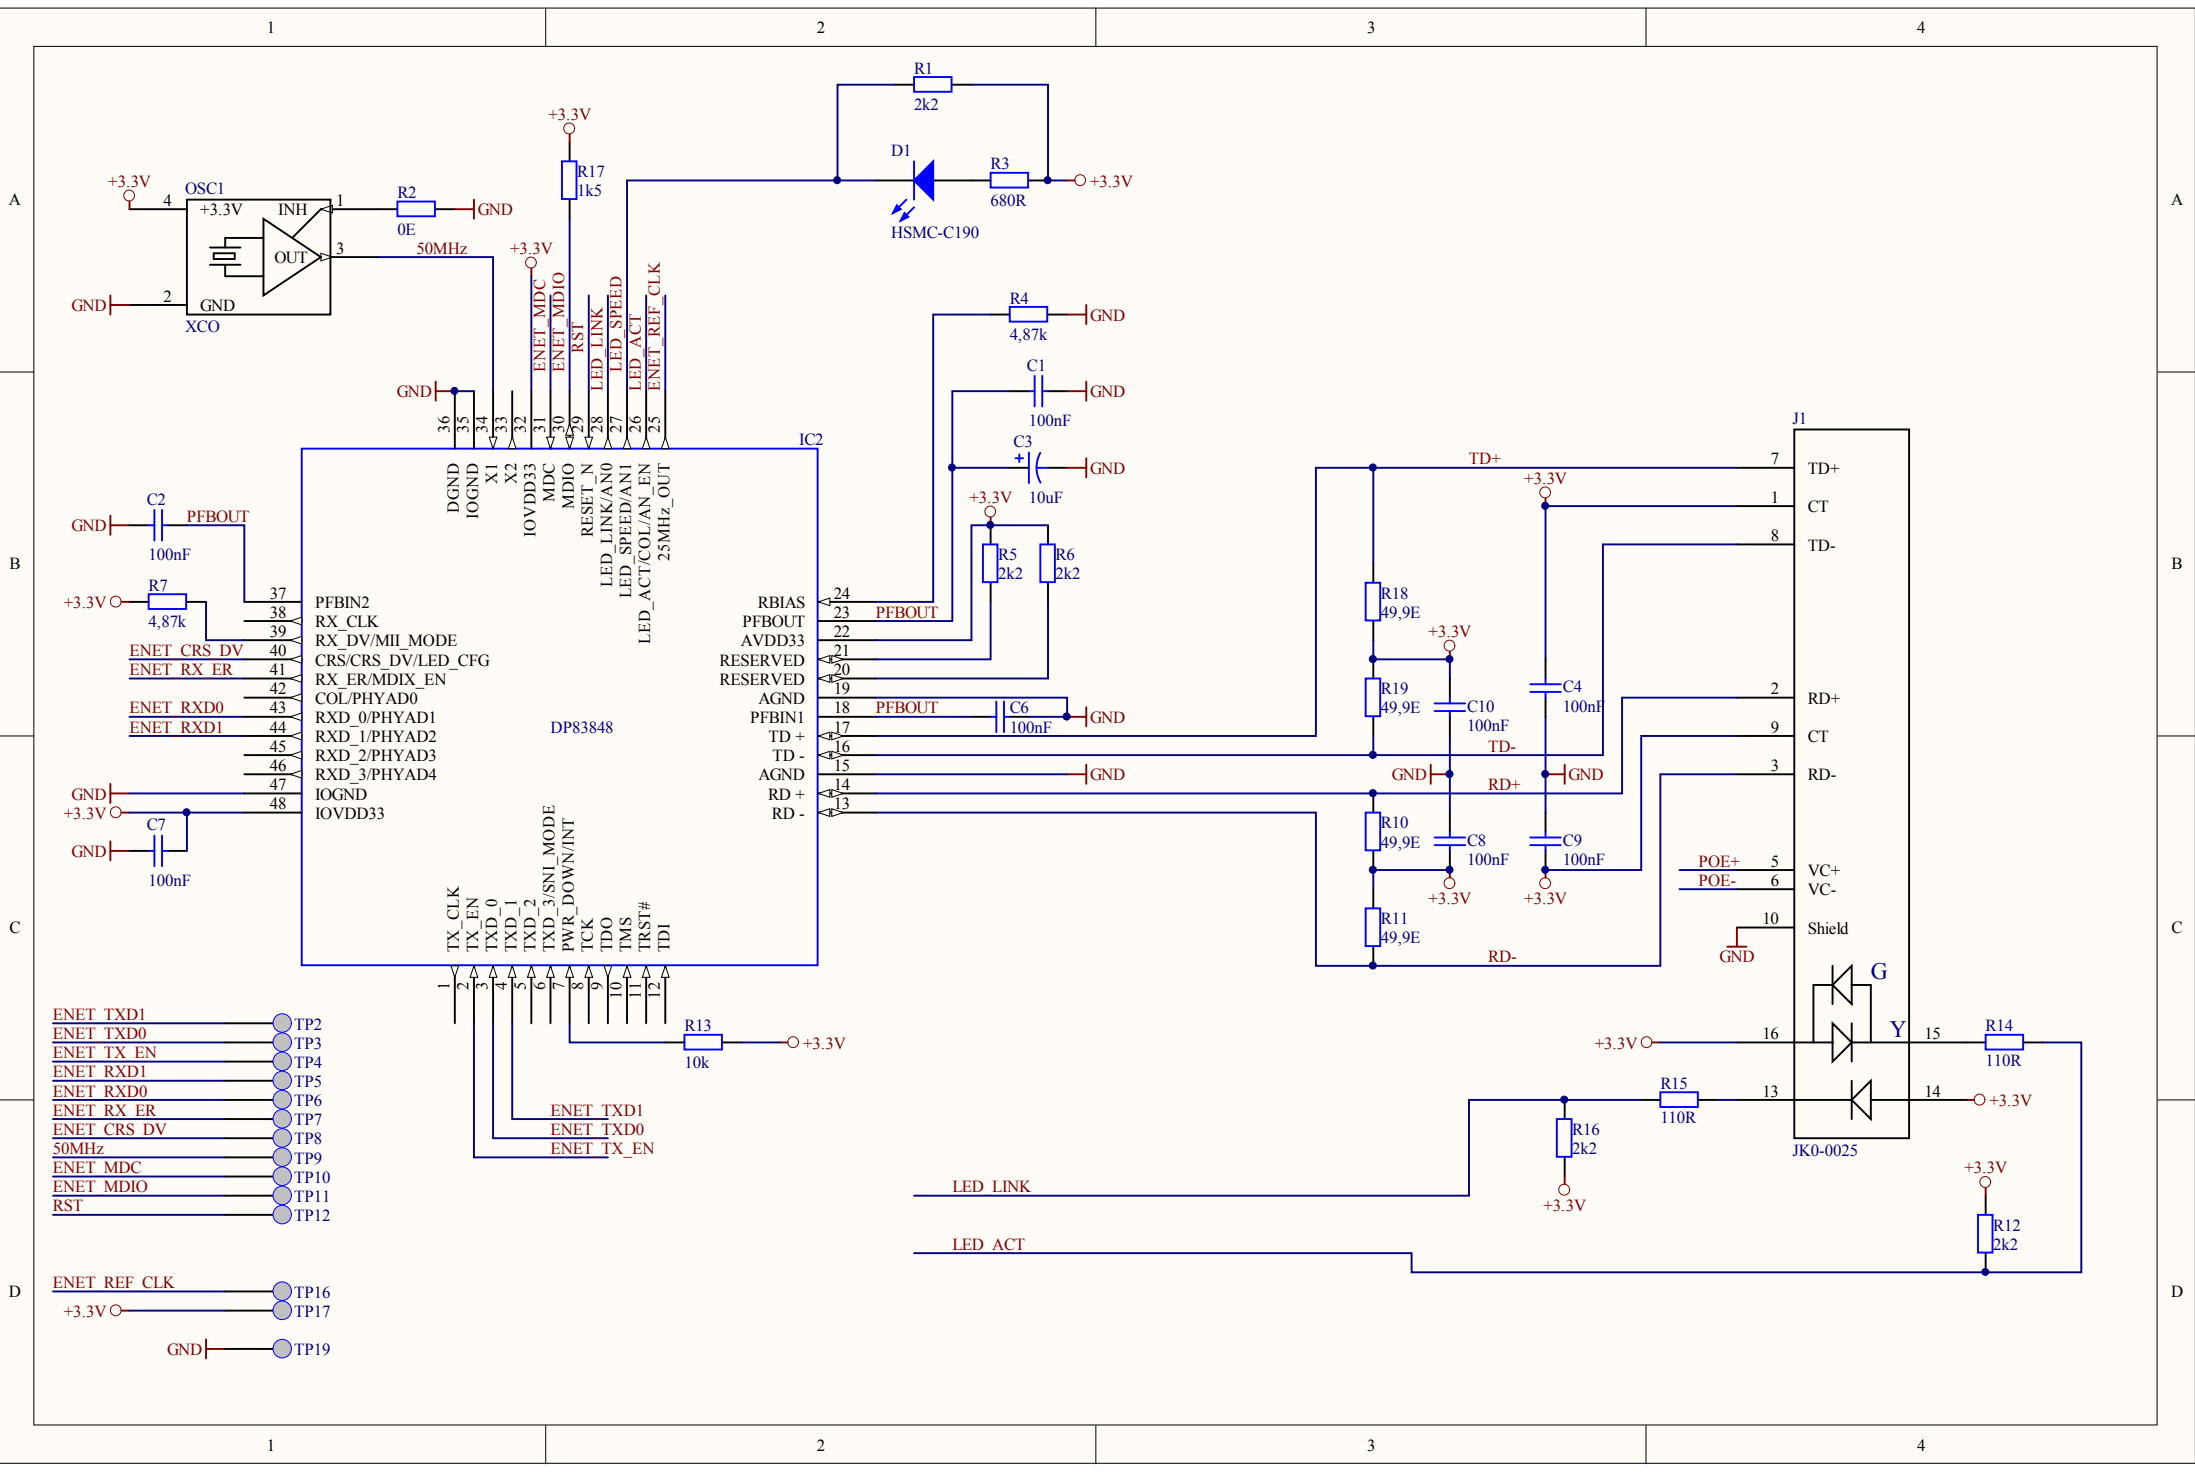 1 2 3 4
A A
B B
C C
D D
R1
2k2
D1
R3
680R
+3.3V
HSMC-C190
+3.3V
R17
1k5
+3.3V
OSC1
4
+3.3V
INH
1
R2
0E
GND
OUT
3
50MHz
GND
2
GND
XCO
+3.3V
ENET_MDC
ENET_MDIO
RST
LED_LINK
LED_SPEED
LED_ACT
ENET_REF_CLK
GND
36
35
34
33
32
31
30
29
28
27
26
25
IC2
DGND
IOGND
X1
X2
IOVDD33
MDC
MDIO
RESET_N
LED_LINK/AN0
LED_SPEED/AN1
LED_ACT/COL/AN_EN
25MHz_OUT
R4
4,87k
GND
C1
100nF
GND
C3
+
10uF
GND
+3.3V
R5
2k2
R6
2k2
C2
GND
PFBOUT
100nF
R7
+3.3V
4,87k
37 PFBIN2
38 RX_CLK
39 RX_DV/MII_MODE
ENET_CRS_DV 40 CRS/CRS_DV/LED_CFG
ENET_RX_ER 41 RX_ER/MDIX_EN
42 COL/PHYAD0
ENET_RXD0 43 RXD_0/PHYAD1
ENET_RXD1 44 RXD_1/PHYAD2
45 RXD_2/PHYAD3
46 RXD_3/PHYAD4
GND 47 IOGND
+3.3V 48 IOVDD33
C7
GND
100nF
DP83848
RBIAS 24
PFBOUT 23 PFBOUT
AVDD33 22
RESERVED 21
RESERVED 20
AGND 19
PFBIN1 18 PFBOUT
C6
100nF
GND
TD + 17
TD - 16
AGND 15 GND
RD + 14
RD - 13
TX_CLK
TX_EN
TXD_0
TXD_1
TXD_2
TXD_3/SNI_MODE
PWR_DOWN/INT
TCK
TDO
TMS
TRST#
TDI
1
2
3
4
5
6
7
8
9
10
11
12
R13
10k
+3.3V
ENET_TXD1
ENET_TXD0
ENET_TX_EN
ENET_TXD1 TP2
ENET_TXD0 TP3
ENET_TX_EN TP4
ENET_RXD1 TP5
ENET_RXD0 TP6
ENET_RX_ER TP7
ENET_CRS_DV TP8
50MHz TP9
ENET_MDC TP10
ENET_MDIO TP11
RST TP12
ENET_REF_CLK TP16
+3.3V TP17
GND TP19
J1
TD+ 7 TD+
+3.3V
1 CT
8 TD-
R18
49,9E
+3.3V
R19
49,9E
C10
100nF
C4
100nF
2 RD+
9 CT
TD-
3 RD-
GND
GND
RD+
R10
49,9E
C8
100nF
C9
100nF
+3.3V
+3.3V
R11
49,9E
RD-
POE+ 5 VC+
POE- 6 VC-
10 Shield
GND
G
Y
+3.3V 16
15
R14
110R
R15
110R
13
14
+3.3V
R16
2k2
+3.3V
JK0-0025
+3.3V
R12
2k2
LED_LINK
LED_ACT
1 2 3 4